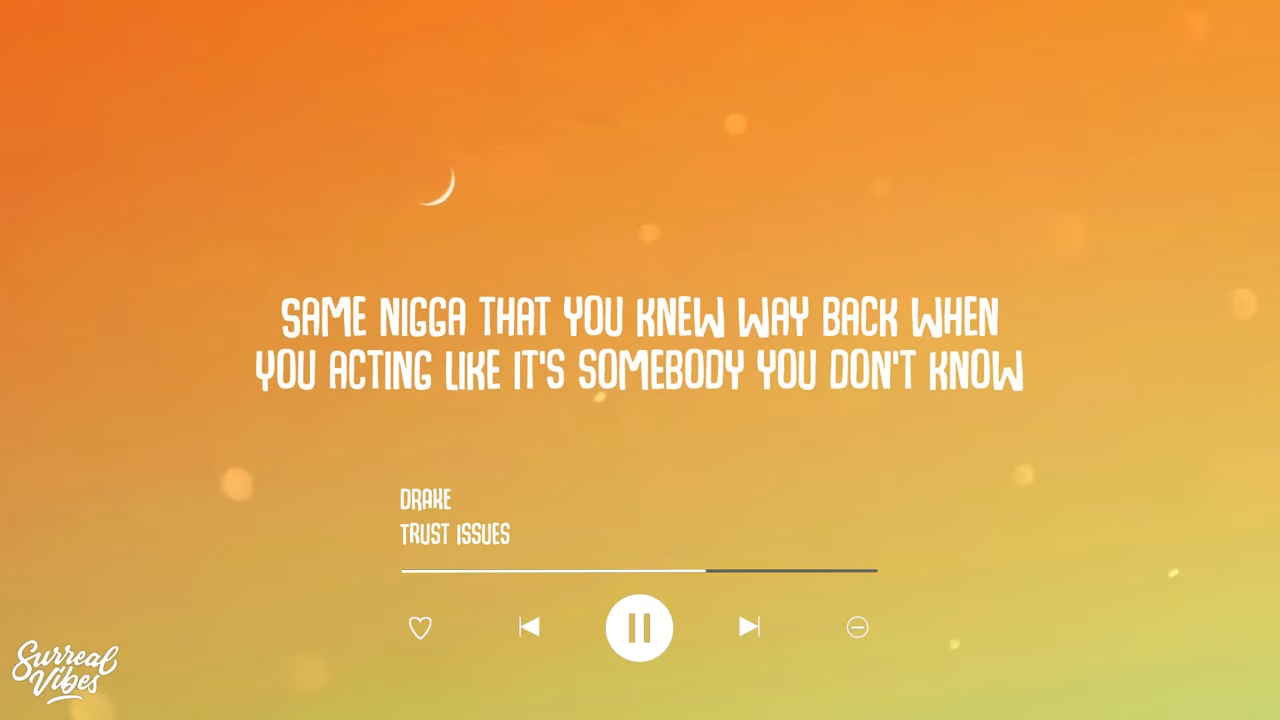 SAME NIGGA THAT YOU KNEW WAY BACK WHEN
YOU ACTING LIKE IT'S SOMEBODY YOU DON'T KNOW
DRAKE
TRUST ISSUES
Surreal
Vibes